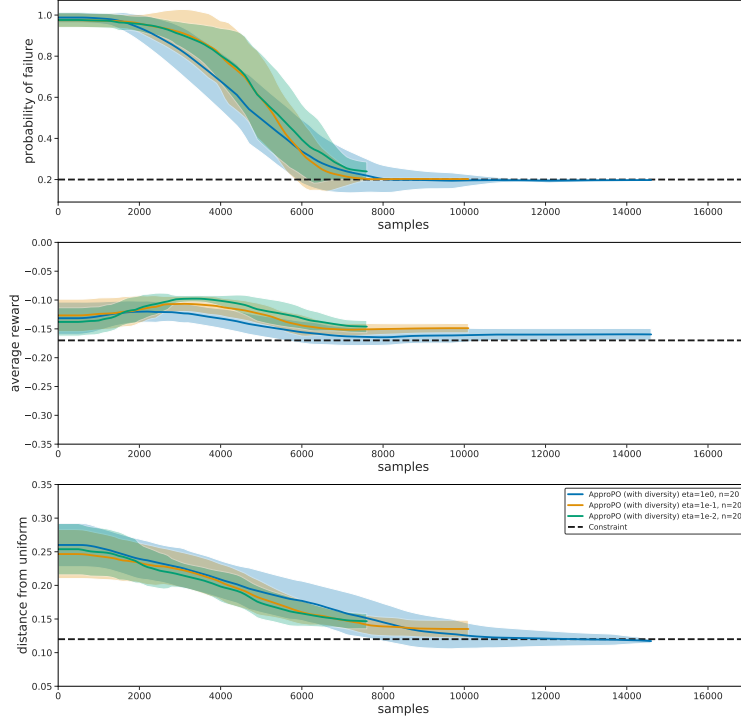 1.0
0.8
0.6
0.4
0.2
probability of failure
0 2000 4000 6000 8000 10000 12000 14000 16000
samples
0.00
−0.05
−0.10
−0.15
−0.20
−0.25
−0.30
−0.35
average reward
0 2000 4000 6000 8000 10000 12000 14000 16000
samples
0.35
0.30
0.25
0.20
0.15
0.10
0.05
distance from uniform
ApproPO (with diversity) eta=1e0, n=20
ApproPO (with diversity) eta=1e-1, n=20
ApproPO (with diversity) eta=1e-2, n=20
Constraint
0 2000 4000 6000 8000 10000 12000 14000 16000
samples